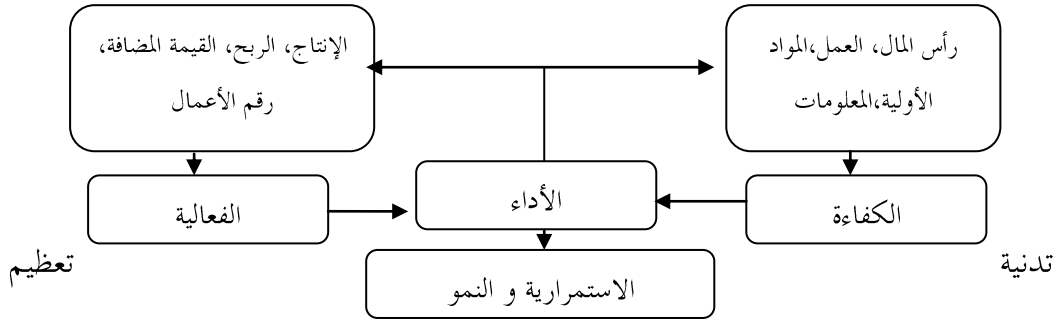 رأس المال، العمل،المواد
الأولية،المعلومات
الإنتاج، الربح، القيمة المضافة،
رقم الأعمال
الكفاءة
الأداء
الفعالية
تدنية
تعظيم
الاستمرارية و النمو